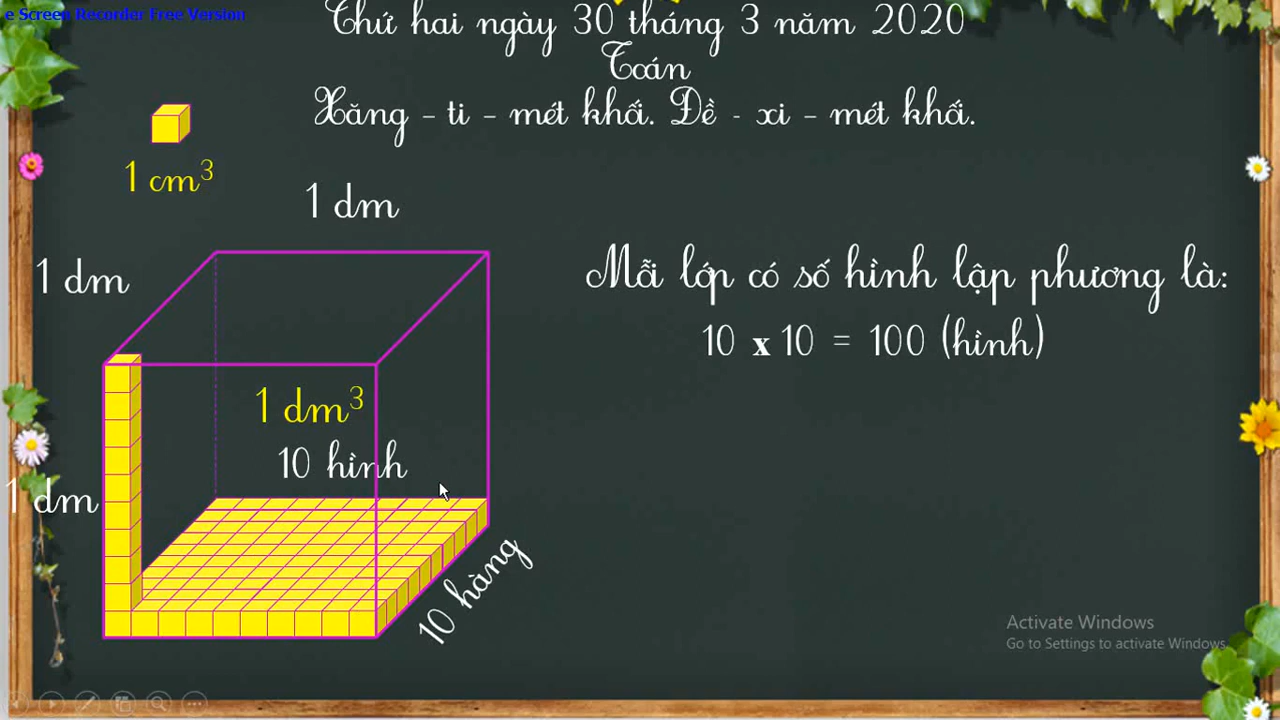 e Screen Recorder Free Version
Thứ hai ngày 30 tháng 3 năm 2020
Toán
Xăng - ti - mét khối. Đề - xi - mét khối.
1 cm³
1 dm
1 dm
Mỗi lớp có số hình lập phương là:
10 x 10 = 100 (hình)
1 dm³
10 hình
1 dm
10 hàng
Activate Windows
Go to Settings to activate Windows.